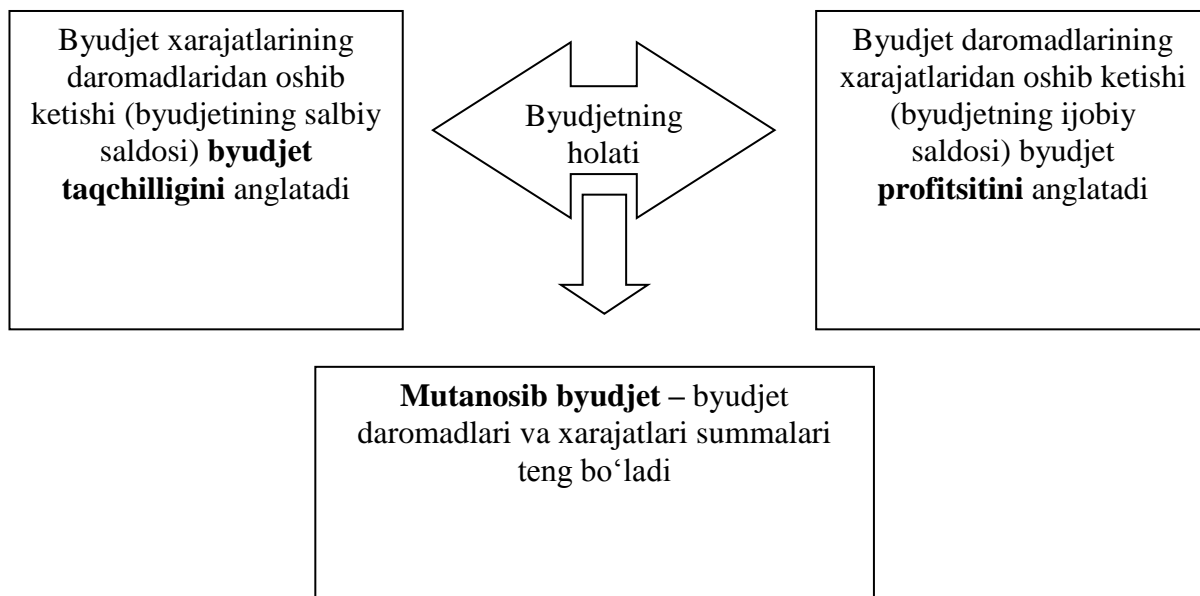 Byudjet xarajatlarining
daromadlaridan oshib
ketishi (byudjetining salbiy
saldosi) byudjet
taqchilligini anglatadi
Byudjetning
holati
Byudjet daromadlarining
xarajatlaridan oshib ketishi
(byudjetning ijobiy
saldosi) byudjet
profitsitini anglatadi
Mutanosib byudjet – byudjet
daromadlari va xarajatlari summalari
teng bo‘ladi